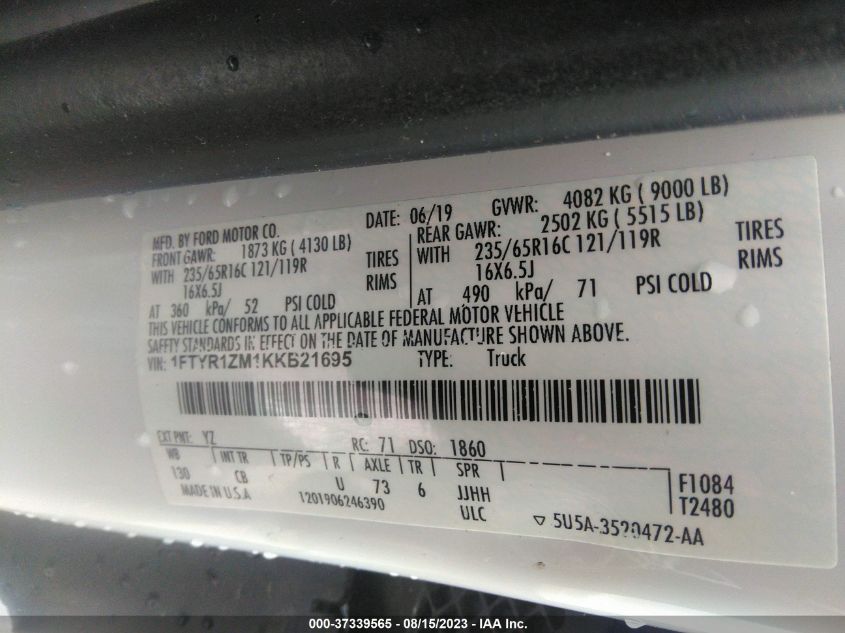 MFD. BY FORD MOTOR CO. DATE: 06/19 GVWR: 4082 KG ( 9000 LB)
FRONT GAWR: 1873 KG ( 4130 LB) REAR GAWR: 2502 KG ( 5515 LB)
WITH 235/65R16C 121/119R TIRES WITH 235/65R16C 121/119R TIRES
16X6.5J RIMS 16X6.5J RIMS
AT 360 kPa/ 52 PSI COLD AT 490 kPa/ 71 PSI COLD
THIS VEHICLE CONFORMS TO ALL APPLICABLE FEDERAL MOTOR VEHICLE
SAFETY STANDARDS IN EFFECT ON THE DATE OF MANUFACTURE SHOWN ABOVE.
VIN: 1FTYR1ZM1KKB21695 TYPE: Truck
EXT PNT: YZ RC: 71 DSO: 1860
WB INT TR TP/PS R AXLE TR SPR F1084
130 CB U 73 6 JJHH T2480
MADE IN U.S.A 1201906246390 ULC 5U5A-3520472-AA
000-37339565 - 08/15/2023 - IAA Inc.